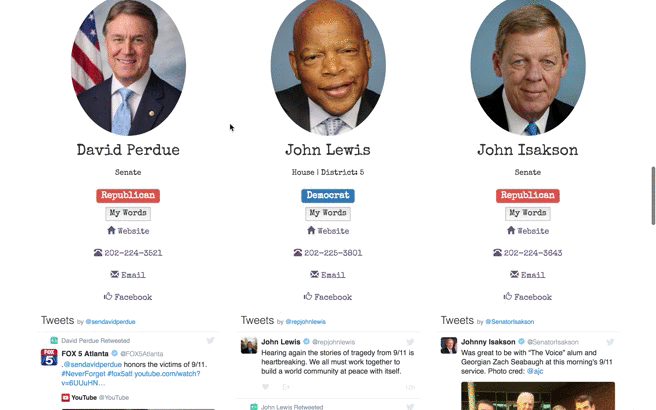 David Perdue
Senate
Republican
My Words
Website
202-224-3521
Email
Facebook
Tweets by @sendavidperdue
David Perdue Retweeted
FOX 5 Atlanta @FOX5Atlanta
.@sendavidperdue honors the victims of 9/11.
#NeverForget #fox5atl youtube.com/watch?
v=6UUuHN…
YouTube @YouTube
John Lewis
House | District: 5
Democrat
My Words
Website
202-225-3801
Email
Facebook
Tweets by @repjohnlewis
John Lewis @repjohnlewis
Hearing again the stories of tragedy from 9/11 is
heartbreaking. We all must work together to
build a world community at peace with itself.
12h
John Lewis Retweeted
John Isakson
Senate
Republican
My Words
Website
202-224-3643
Email
Facebook
Tweets by @SenatorIsakson
Johnny Isakson @SenatorIsakson
Was great to be with "The Voice" alum and
Georgian Zach Seabaugh at this morning's 9/11
service. Photo cred: @ajc